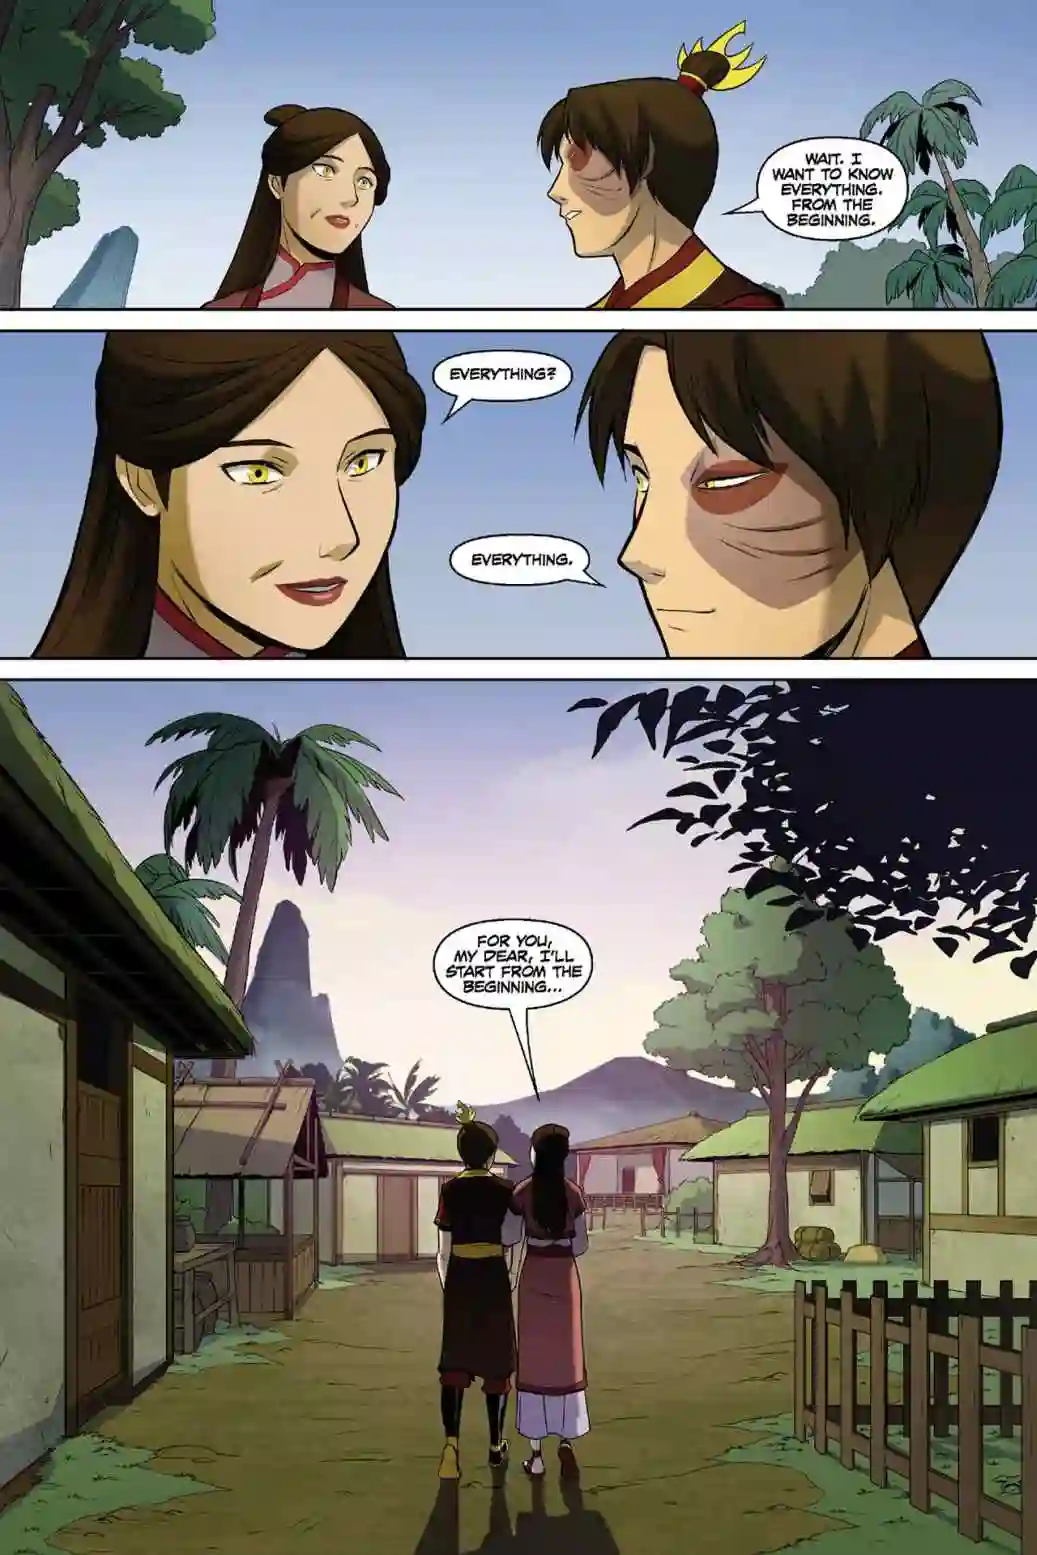 WAIT. I
WANT TO KNOW
EVERYTHING.
FROM THE
BEGINNING.
EVERYTHING?
EVERYTHING.
FOR YOU,
MY DEAR, I'LL
START FROM THE
BEGINNING...